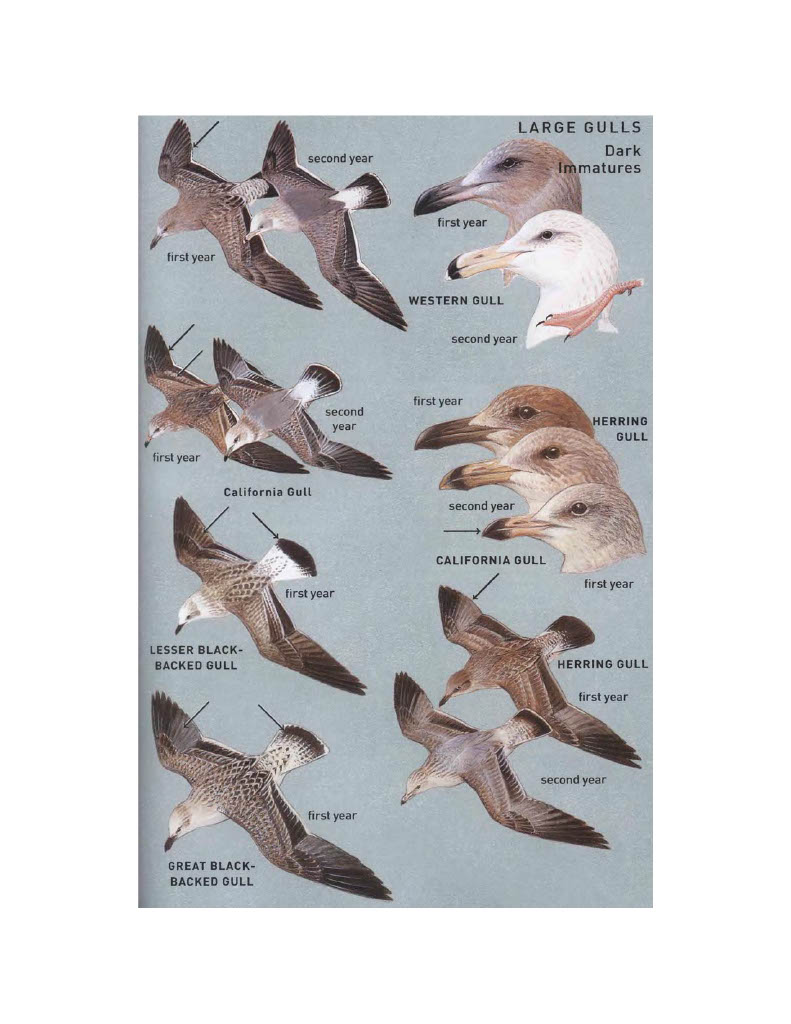 LARGE GULLS
Dark
Immatures
second year
first year
first year
WESTERN GULL
second year
first year
HERRING
GULL
second
year
first year
California Gull
second year
CALIFORNIA GULL
first year
first year
LESSER BLACK-
BACKED GULL
HERRING GULL
first year
second year
first year
GREAT BLACK-
BACKED GULL